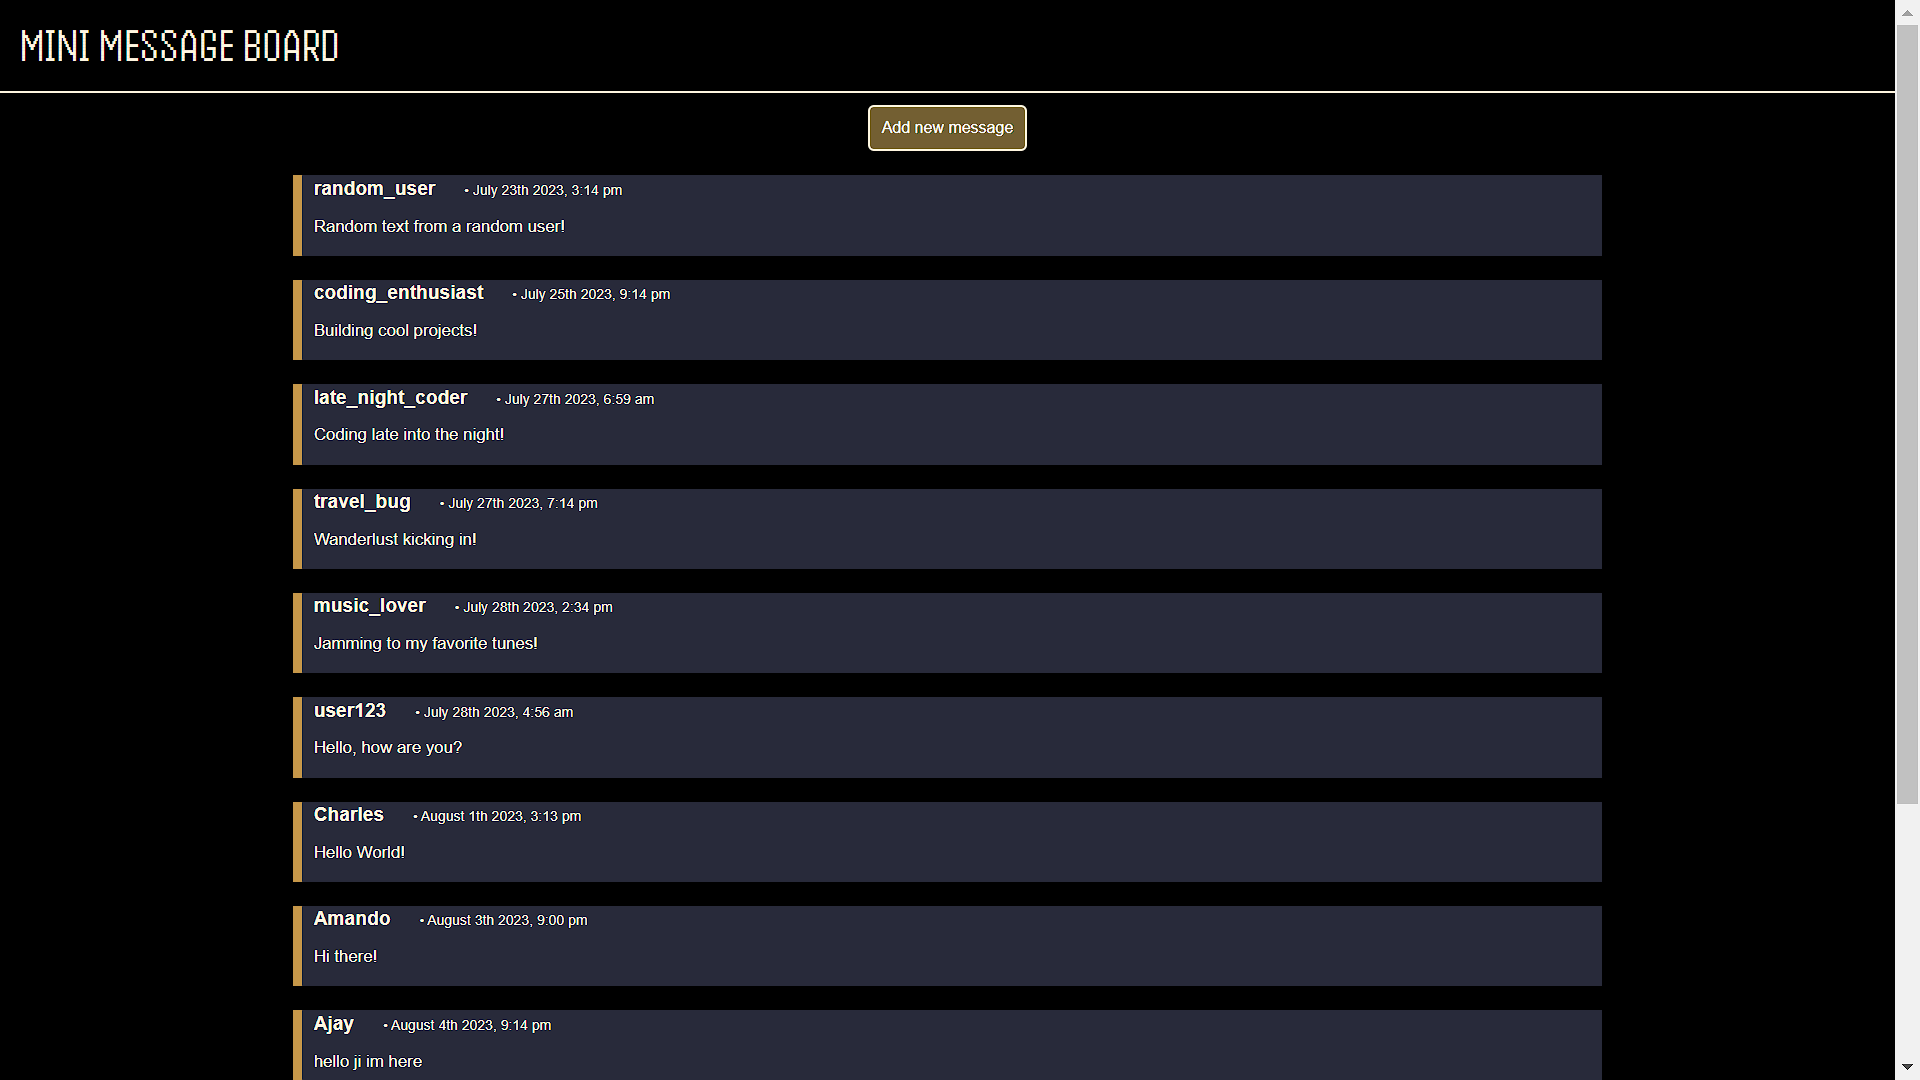 MINI MESSAGE BOARD
Add new message
random_user • July 23th 2023, 3:14 pm
Random text from a random user!
coding_enthusiast • July 25th 2023, 9:14 pm
Building cool projects!
late_night_coder • July 27th 2023, 6:59 am
Coding late into the night!
travel_bug • July 27th 2023, 7:14 pm
Wanderlust kicking in!
music_lover • July 28th 2023, 2:34 pm
Jamming to my favorite tunes!
user123 • July 28th 2023, 4:56 am
Hello, how are you?
Charles • August 1th 2023, 3:13 pm
Hello World!
Amando • August 3th 2023, 9:00 pm
Hi there!
Ajay • August 4th 2023, 9:14 pm
hello ji im here